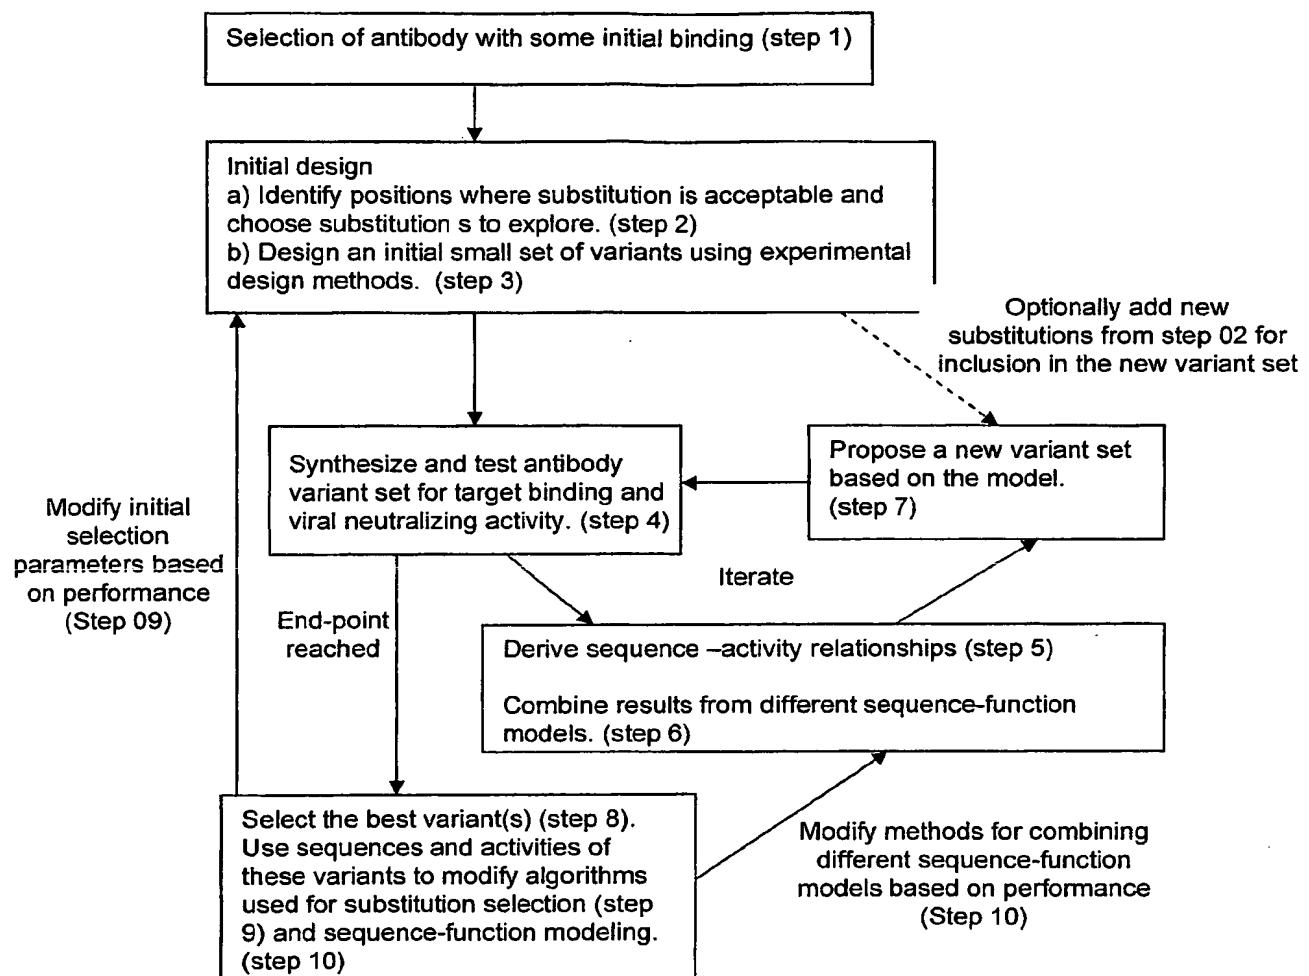 Selection of antibody with some initial binding (step 1)
Initial design
a) Identify positions where substitution is acceptable and
choose substitution s to explore. (step 2)
b) Design an initial small set of variants using experimental
design methods.  (step 3)
Optionally add new
substitutions from step 02 for
inclusion in the new variant set
Synthesize and test antibody
variant set for target binding and
viral neutralizing activity. (step 4)
Propose a new variant set
based on the model.
(step 7)
Modify initial
selection
parameters based
on performance
(Step 09)
Iterate
End-point
reached
Derive sequence –activity relationships (step 5)
Combine results from different sequence-function
models. (step 6)
Select the best variant(s) (step 8).
Use sequences and activities of
these variants to modify algorithms
used for substitution selection (step
9) and sequence-function modeling.
(step 10)
Modify methods for combining
different sequence-function
models based on performance
(Step 10)